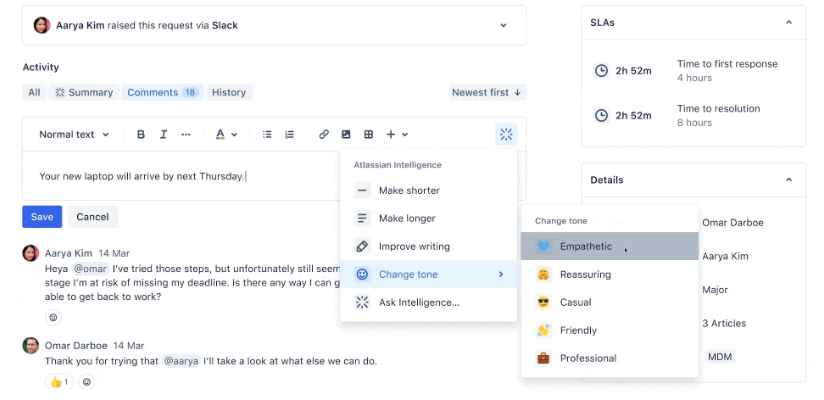 Aarya Kim raised this request via Slack
Activity
All Summary Comments 18 History
Newest first
Normal text B I ... A
Your new laptop will arrive by next Thursday.
Save Cancel
Aarya Kim 14 Mar
Heya @omar I've tried those steps, but unfortunately still seem
stage I'm at risk of missing my deadline. Is there any way I can g
able to get back to work?
Omar Darboe 14 Mar
Thank you for trying that @aarya I'll take a look at what else we can do.
1
Atlassian Intelligence
Make shorter
Make longer
Improve writing
Change tone
Ask Intelligence...
Change tone
Empathetic
Reassuring
Casual
Friendly
Professional
SLAs
2h 52m Time to first response
4 hours
2h 52m Time to resolution
8 hours
Details
Omar Darboe
Aarya Kim
Major
3 Articles
MDM